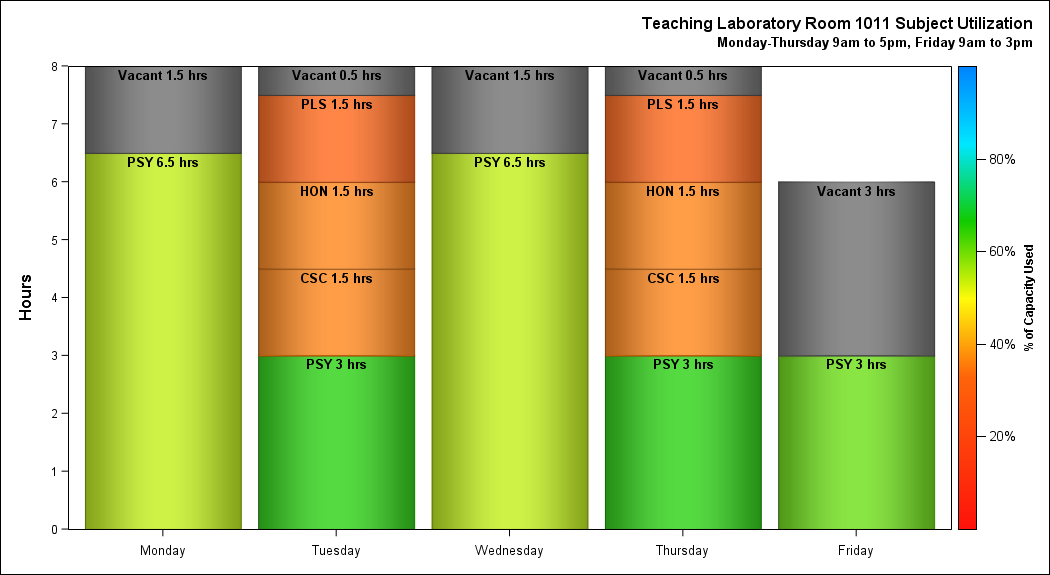 Teaching Laboratory Room 1011 Subject Utilization
Monday-Thursday 9am to 5pm, Friday 9am to 3pm
Hours
8
7
6
5
4
3
2
1
0
Vacant 1.5 hrs
PSY 6.5 hrs
Vacant 0.5 hrs
PLS 1.5 hrs
HON 1.5 hrs
CSC 1.5 hrs
PSY 3 hrs
Vacant 1.5 hrs
PSY 6.5 hrs
Vacant 0.5 hrs
PLS 1.5 hrs
HON 1.5 hrs
CSC 1.5 hrs
PSY 3 hrs
Vacant 3 hrs
PSY 3 hrs
Monday
Tuesday
Wednesday
Thursday
Friday
80%
60%
40%
20%
% of Capacity Used